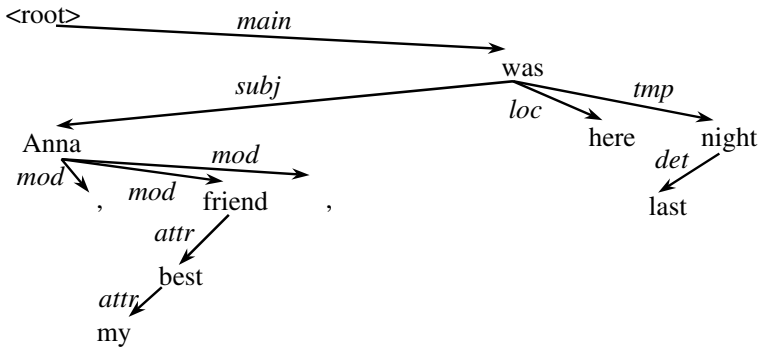 <root>
main
was
subj
loc
tmp
Anna
here
night
mod
mod
mod
det
,
friend
,
last
attr
best
attr
my